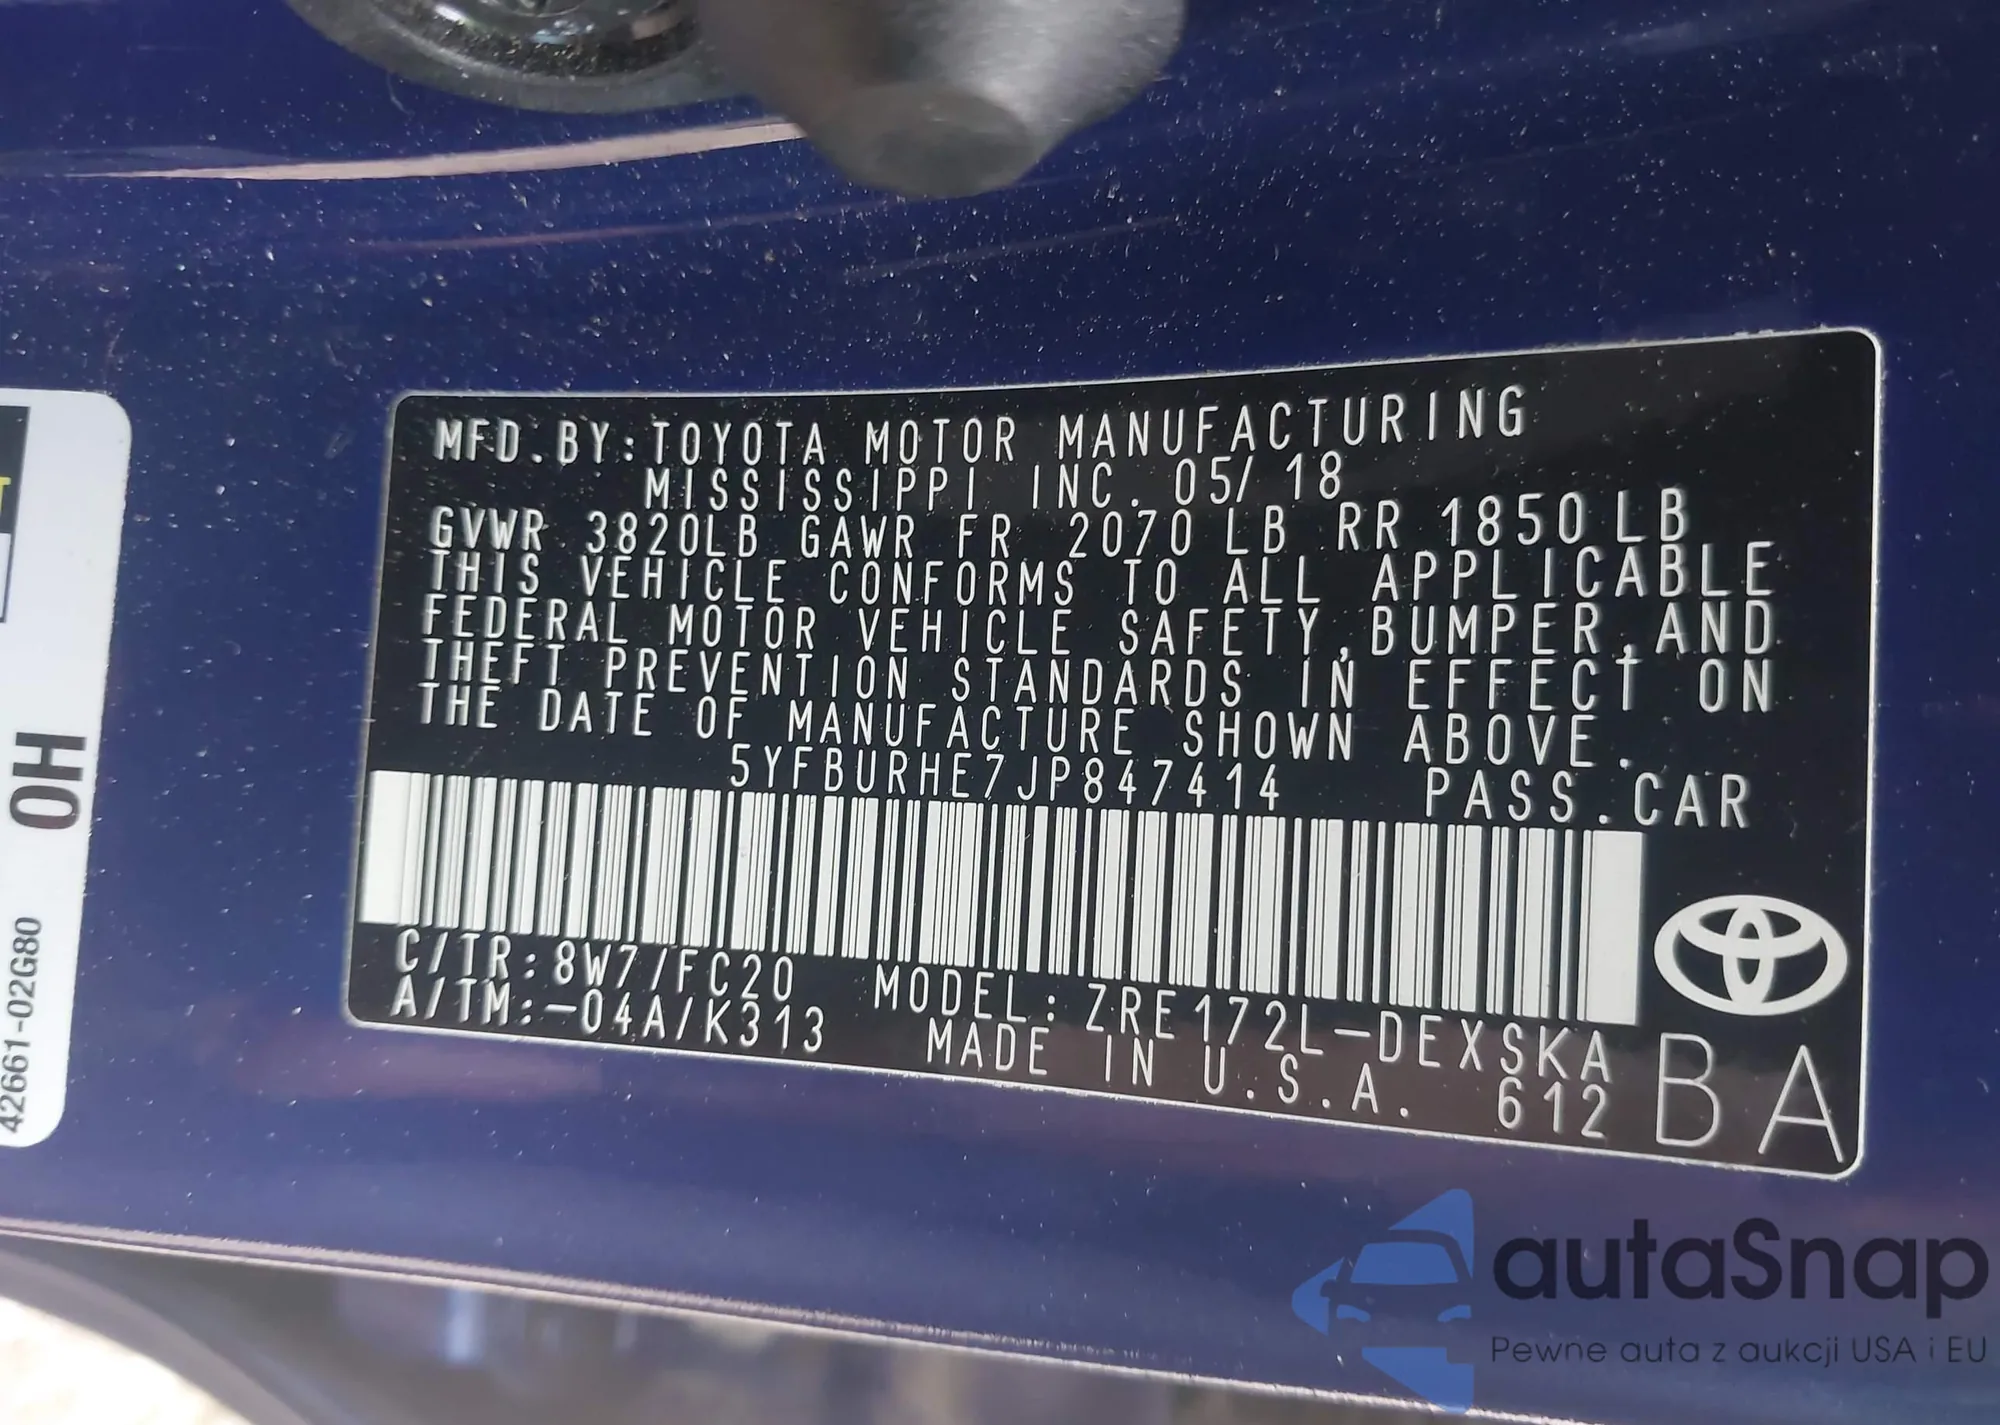 MFD.BY:TOYOTA MOTOR MANUFACTURING
MISSISSIPPI INC. 05/18
GVWR 3820LB GAWR FR 2070 LB RR 1850LB
THIS VEHICLE CONFORMS TO ALL APPLICABLE
FEDERAL MOTOR VEHICLE SAFETY,BUMPER,AND
THEFT PREVENTION STANDARDS IN EFFECT ON
THE DATE OF MANUFACTURE SHOWN ABOVE.
5YFBURHE7JP847414 PASS.CAR
C/TR:8W7/FC20 MODEL:ZRE172L-DEXSKA
A/TM:-04A/K313 MADE IN U.S.A. 612
BA
0H
42661-02G80
autaSnap
Pewne auta z aukcji USA i EU